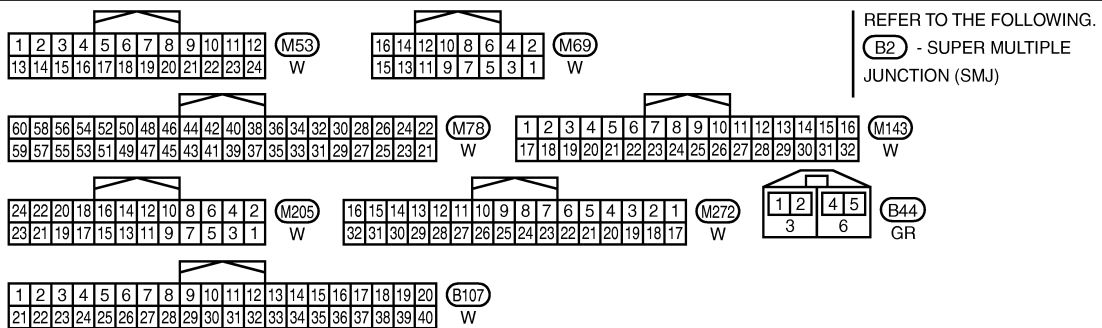 1 2 3 4 5 6 7 8 9 10 11 12 M53
13 14 15 16 17 18 19 20 21 22 23 24 W
16 14 12 10 8 6 4 2 M69
15 13 11 9 7 5 3 1 W
REFER TO THE FOLLOWING.
B2 - SUPER MULTIPLE
JUNCTION (SMJ)
60 58 56 54 52 50 48 46 44 42 40 38 36 34 32 30 28 26 24 22 M78
59 57 55 53 51 49 47 45 43 41 39 37 35 33 31 29 27 25 23 21 W
1 2 3 4 5 6 7 8 9 10 11 12 13 14 15 16 M143
17 18 19 20 21 22 23 24 25 26 27 28 29 30 31 32 W
24 22 20 18 16 14 12 10 8 6 4 2 M205
23 21 19 17 15 13 11 9 7 5 3 1 W
16 15 14 13 12 11 10 9 8 7 6 5 4 3 2 1 M272
32 31 30 29 28 27 26 25 24 23 22 21 20 19 18 17 W
1 2 4 5 B44
3 6 GR
1 2 3 4 5 6 7 8 9 10 11 12 13 14 15 16 17 18 19 20 B107
21 22 23 24 25 26 27 28 29 30 31 32 33 34 35 36 37 38 39 40 W